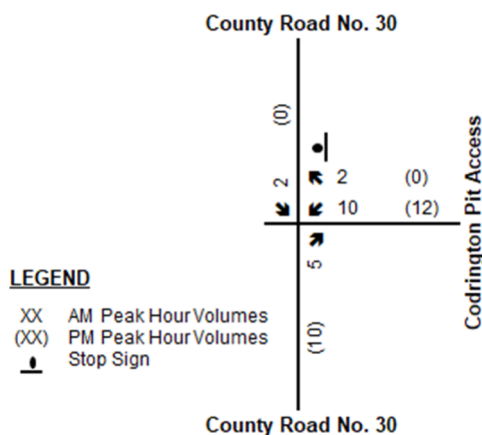 County Road No. 30
(0)
2
2 (0)
10 (12)
5
(10)
Codrington Pit Access
LEGEND
XX AM Peak Hour Volumes
(XX) PM Peak Hour Volumes
Stop Sign
County Road No. 30